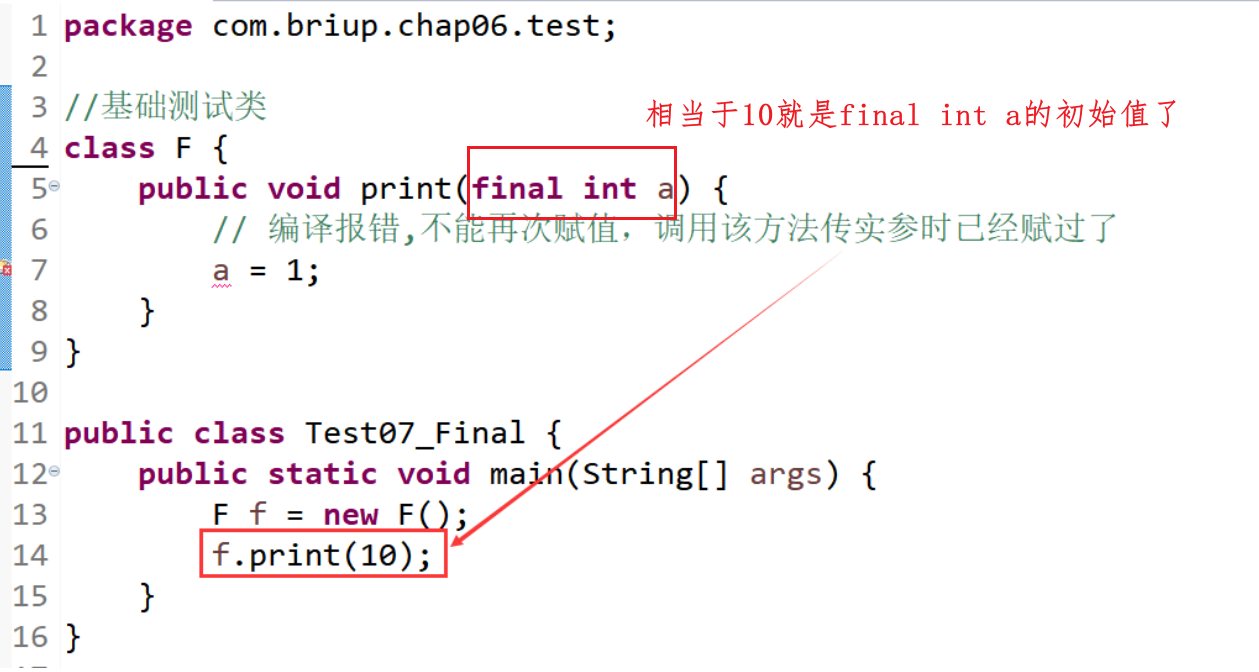 1 package com.briup.chap06.test;
2
3 //基础测试类
相当于10就是final int a的初始值了
4 class F {
5 public void print(final int a) {
6 // 编译报错,不能再次赋值，调用该方法传实参时已经赋过了
7 a = 1;
8 }
9 }
10
11 public class Test07_Final {
12 public static void main(String[] args) {
13 F f = new F();
14 f.print(10);
15 }
16 }